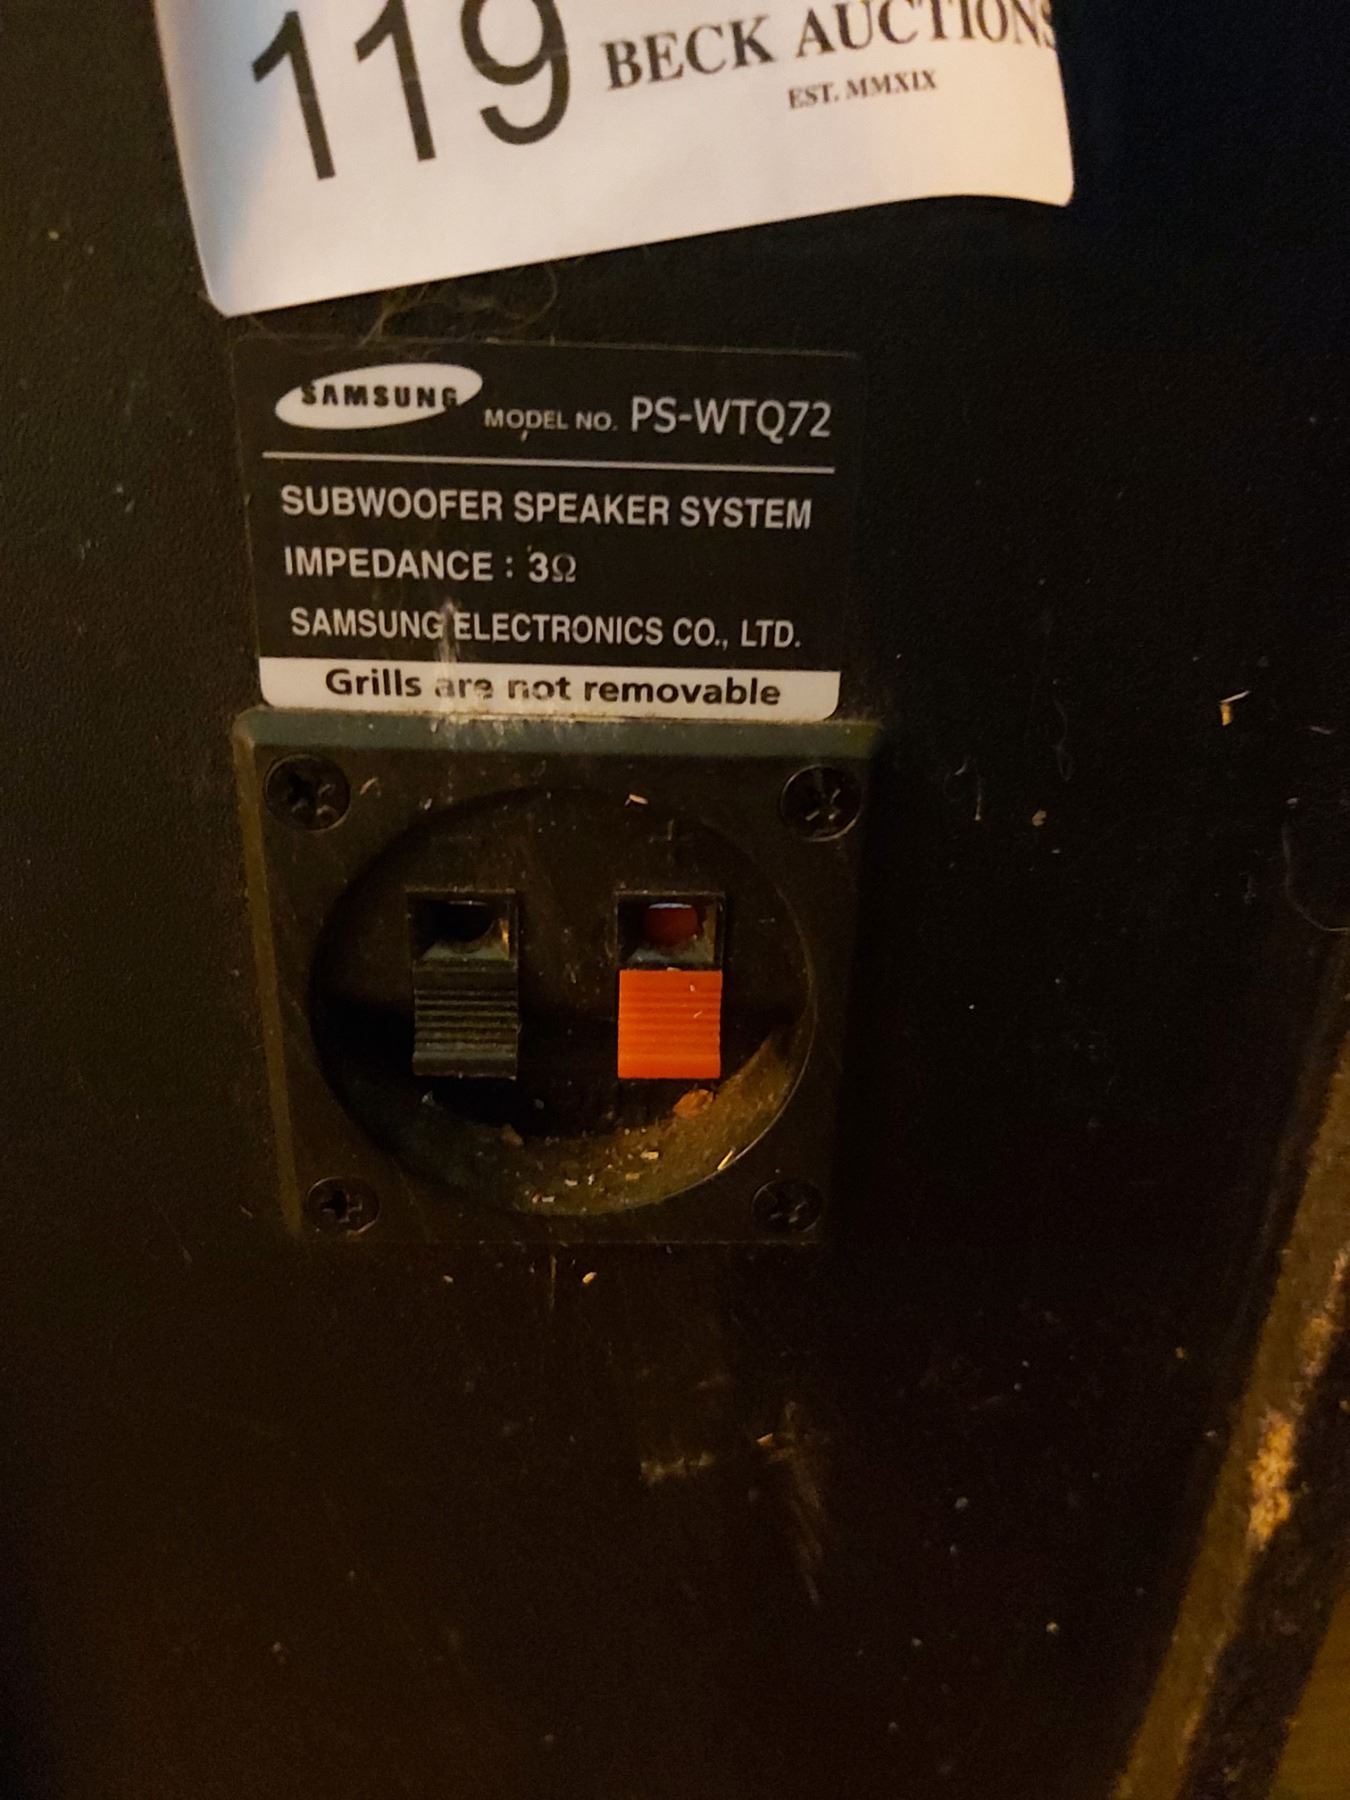 119 BECK AUCTIONS
EST. MMXIX
SAMSUNG MODEL NO. PS-WTQ72
SUBWOOFER SPEAKER SYSTEM
IMPEDANCE : 3Ω
SAMSUNG ELECTRONICS CO., LTD.
Grills are not removable